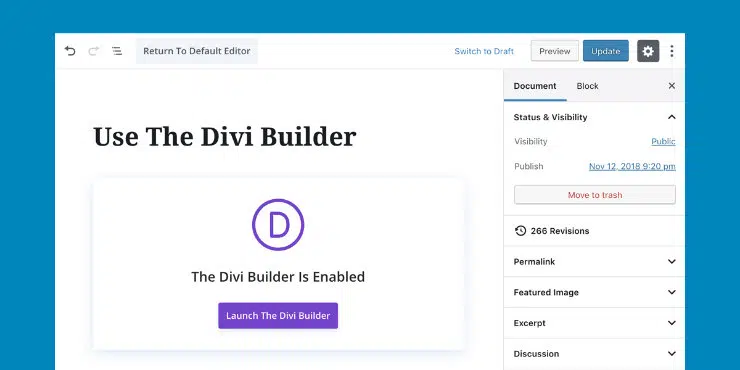 Return To Default Editor
Switch to Draft
Preview
Update
Document
Block
Use The Divi Builder
Status & Visibility
Visibility
Public
Publish
Nov 12, 2018 9:20 pm
Move to trash
D
The Divi Builder Is Enabled
Launch The Divi Builder
266 Revisions
Permalink
Featured Image
Excerpt
Discussion